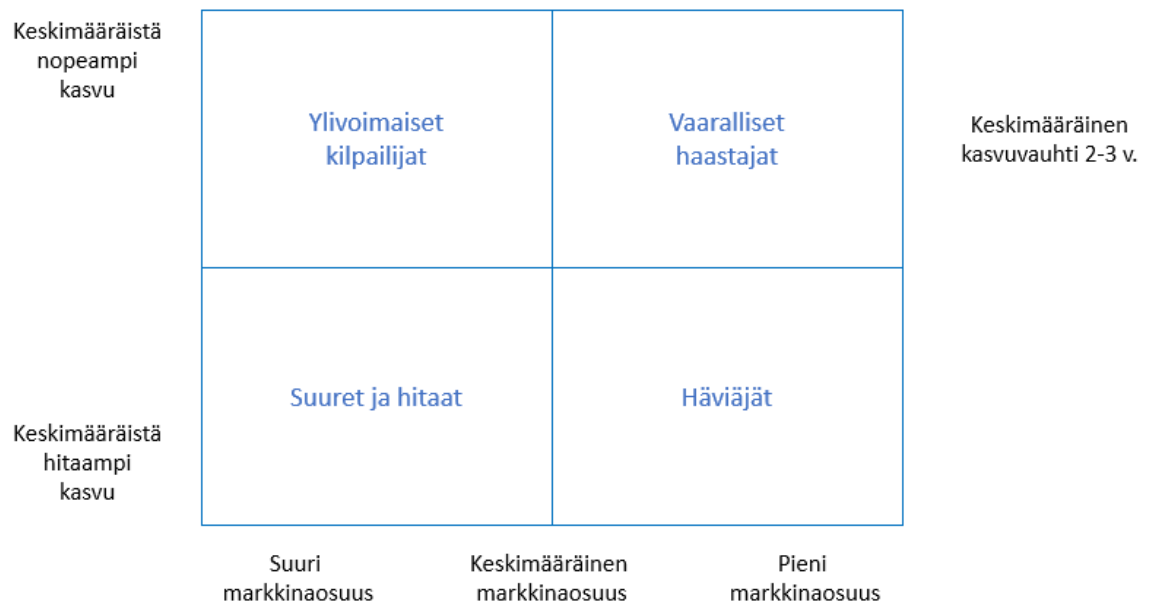 Keskimääräistä
nopeampi
kasvu
Ylivoimaiset
kilpailijat
Vaaralliset
haastajat
Keskimääräinen
kasvuvauhti 2-3 v.
Suuret ja hitaat
Häviäjät
Keskimääräistä
hitaampi
kasvu
Suuri
markkinaosuus
Keskimääräinen
markkinaosuus
Pieni
markkinaosuus